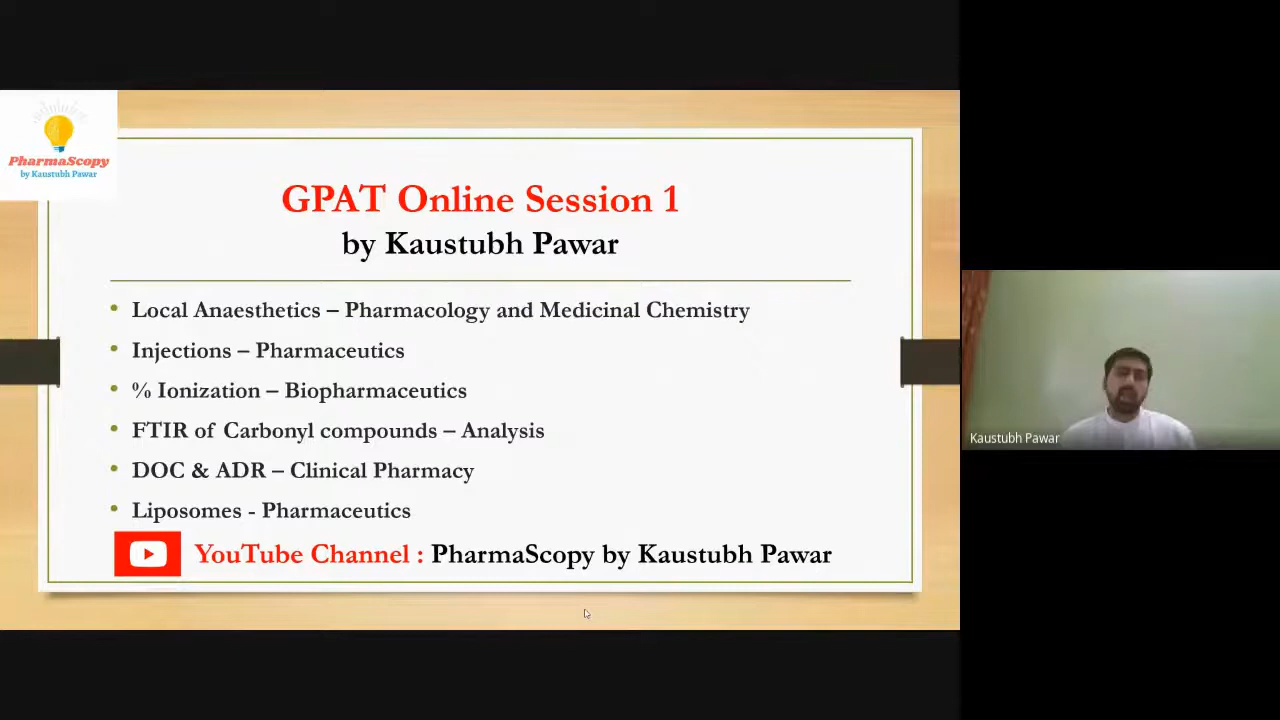 PharmaScopy
by Kaustubh Pawar
GPAT Online Session 1
by Kaustubh Pawar
• Local Anaesthetics – Pharmacology and Medicinal Chemistry
• Injections – Pharmaceutics
• % Ionization – Biopharmaceutics
• FTIR of Carbonyl compounds – Analysis
• DOC & ADR – Clinical Pharmacy
• Liposomes - Pharmaceutics
YouTube Channel : PharmaScopy by Kaustubh Pawar
Kaustubh Pawar